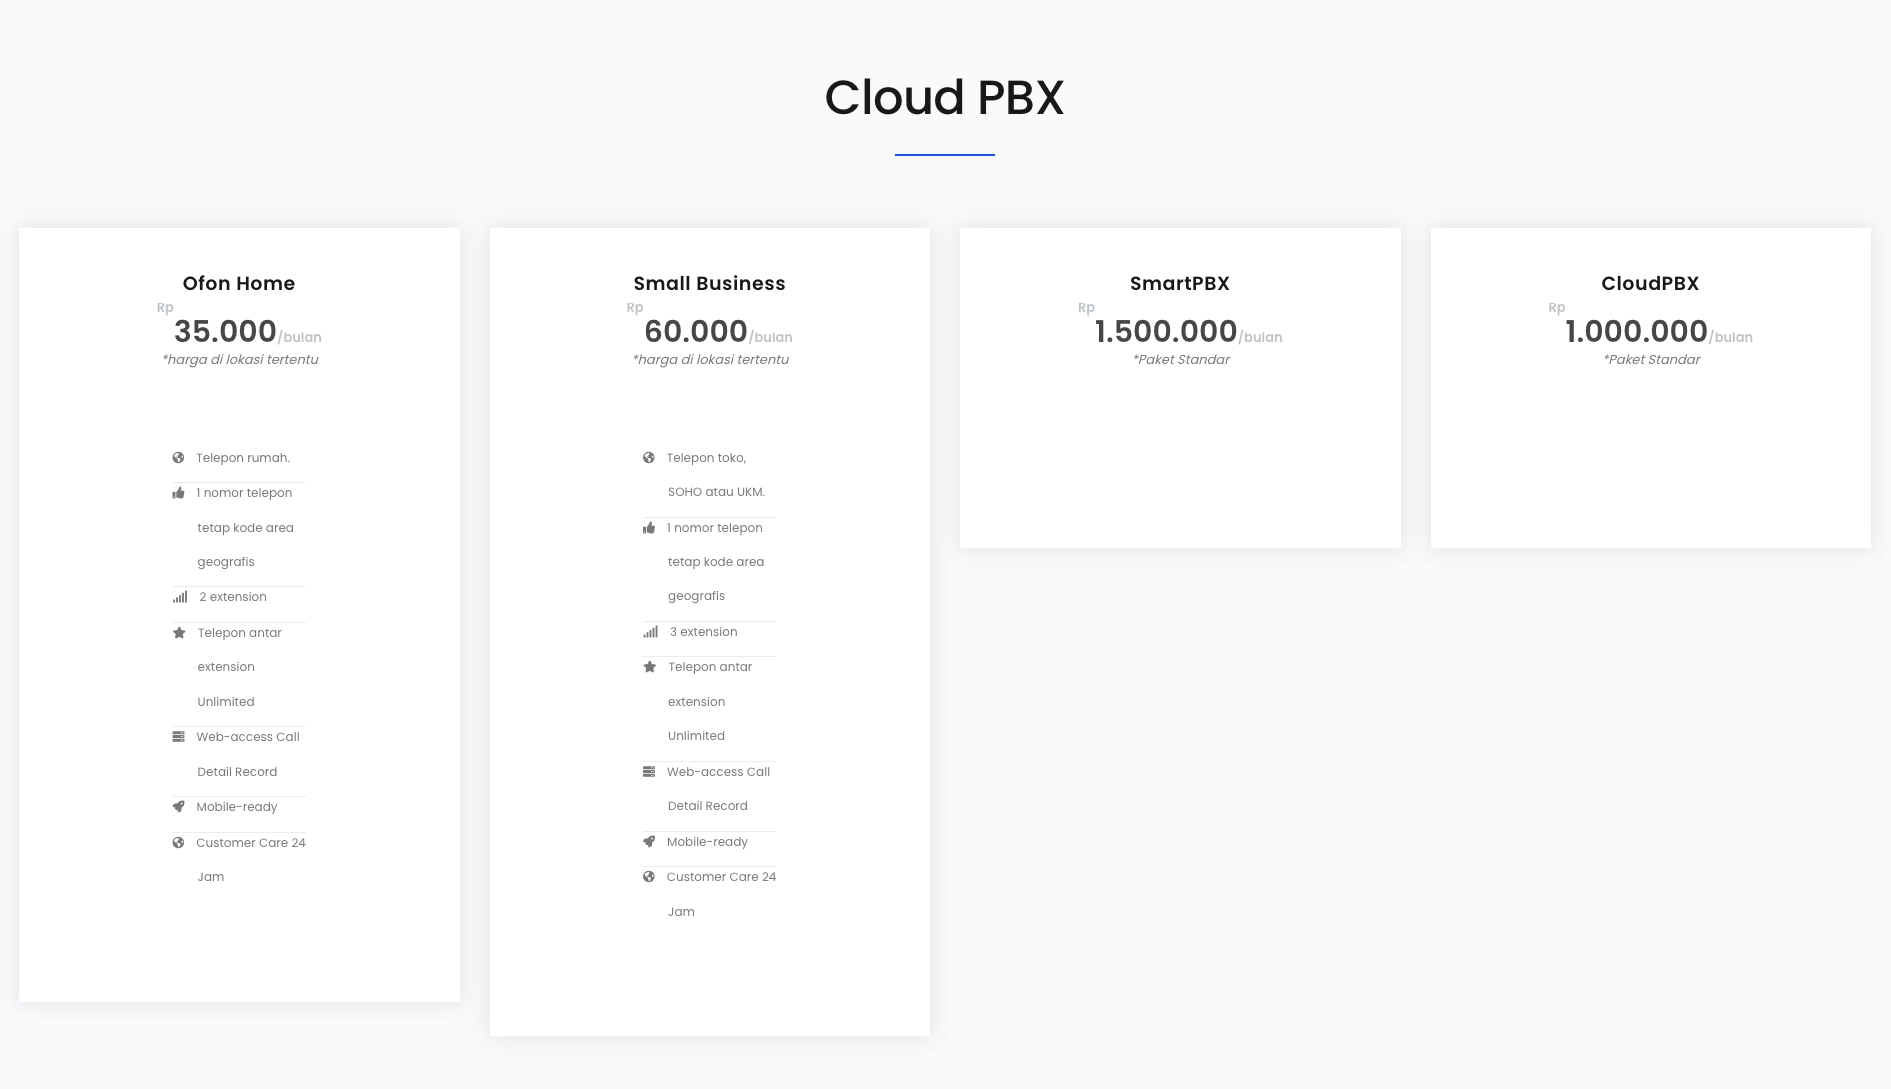 Cloud PBX
Ofon Home
Rp
35.000/bulan
*harga di lokasi tertentu
Telepon rumah.
1 nomor telepon
tetap kode area
geografis
2 extension
Telepon antar
extension
Unlimited
Web-access Call
Detail Record
Mobile-ready
Customer Care 24
Jam
Small Business
Rp
60.000/bulan
*harga di lokasi tertentu
Telepon toko,
SOHO atau UKM.
1 nomor telepon
tetap kode area
geografis
3 extension
Telepon antar
extension
Unlimited
Web-access Call
Detail Record
Mobile-ready
Customer Care 24
Jam
SmartPBX
Rp
1.500.000/bulan
*Paket Standar
CloudPBX
Rp
1.000.000/bulan
*Paket Standar